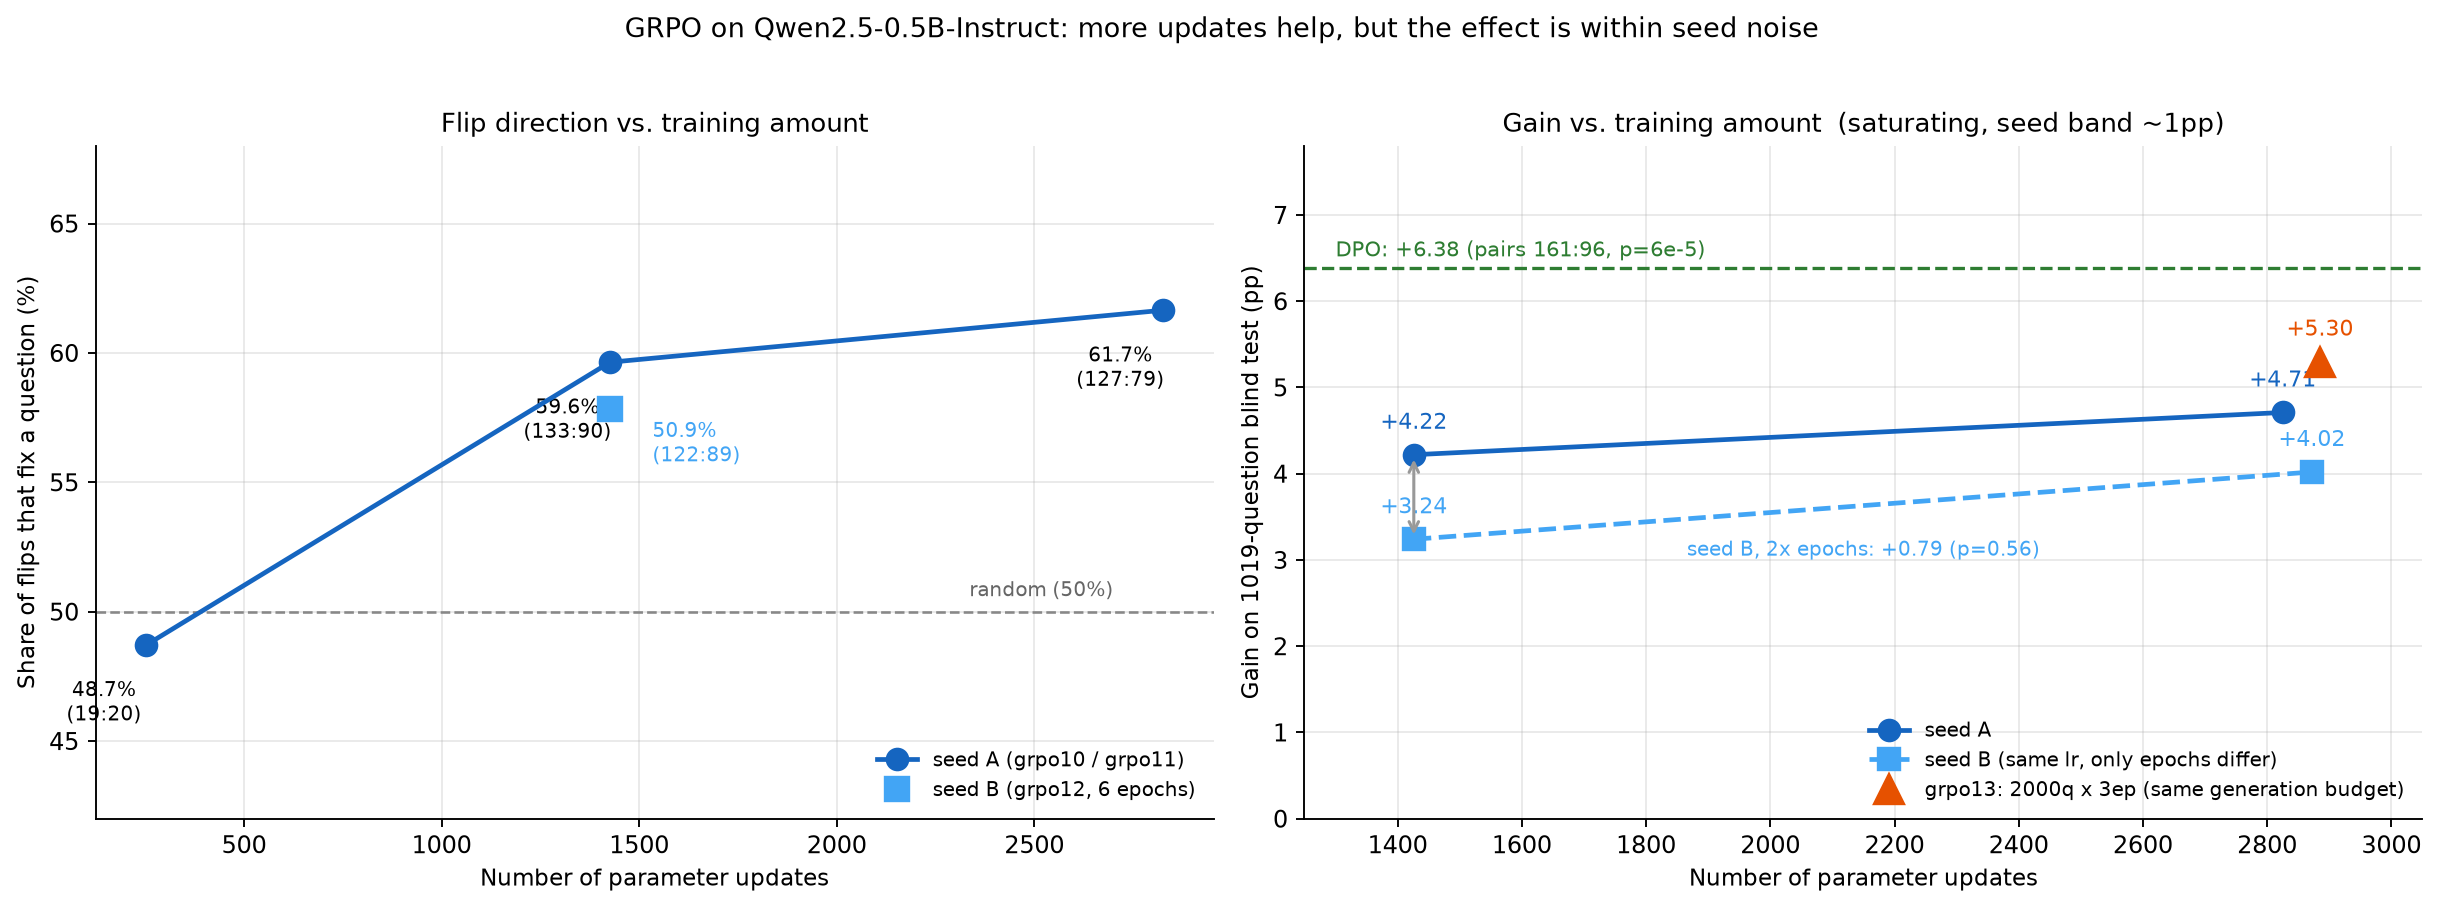 GRPO on Qwen2.5-0.5B-Instruct: more updates help, but the effect is within seed noise
Flip direction vs. training amount
Share of flips that fix a question (%)
65
60
55
50
45
61.7%
(127:79)
59.6%
(133:90)
50.9%
(122:89)
random (50%)
48.7%
(19:20)
seed A (grpo10 / grpo11)
seed B (grpo12, 6 epochs)
500
1000
1500
2000
2500
Number of parameter updates
Gain vs. training amount (saturating, seed band ~1pp)
Gain on 1019-question blind test (pp)
7
6
5
4
3
2
1
0
DPO: +6.38 (pairs 161:96, p=6e-5)
+5.30
+4.71
+4.22
+4.02
+3.24
seed B, 2x epochs: +0.79 (p=0.56)
seed A
seed B (same lr, only epochs differ)
grpo13: 2000q x 3ep (same generation budget)
1400
1600
1800
2000
2200
2400
2600
2800
3000
Number of parameter updates